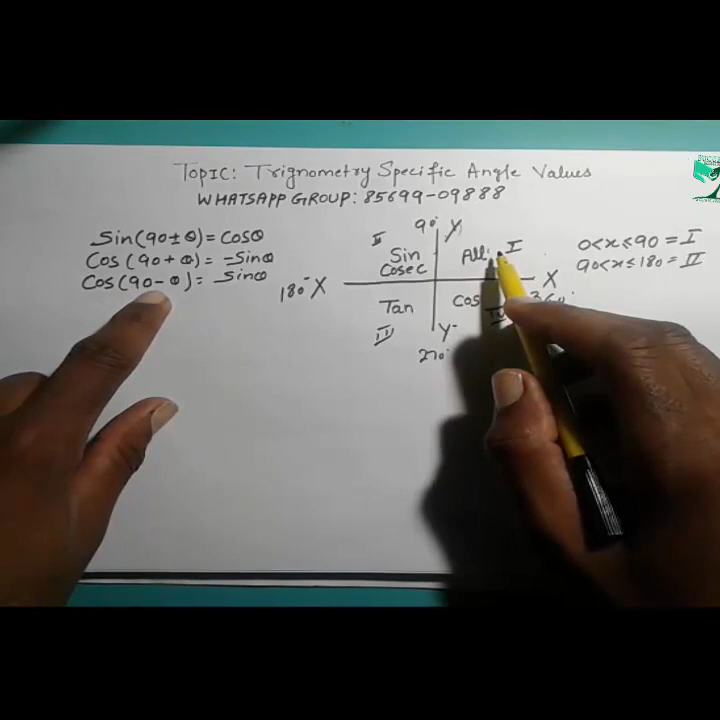 TOPIC: Trignometry Specific Angle Values
WHATSAPP GROUP: 85699-09888
Sin(90±θ)= Cosθ
Cos(90+θ)= -Sinθ
Cos(90-θ)= Sinθ
90° Y
II
Sin
Cosec
All
I
180° X
X
360°
Tan
III
Cos
IV
Y-
270°
0<x≤90 = I
90<x≤180 = II